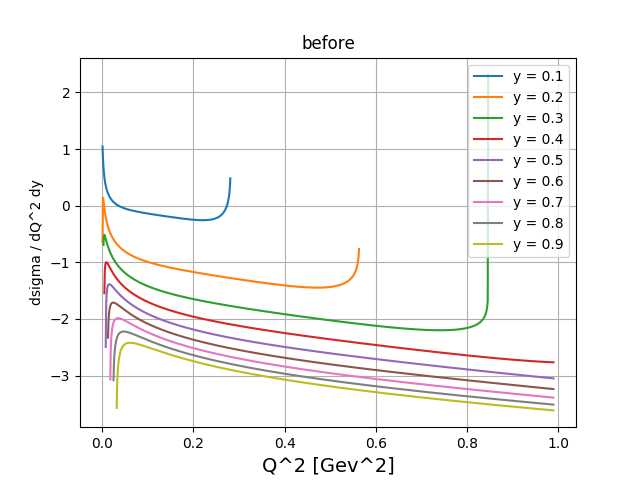 before
y = 0.1
y = 0.2
y = 0.3
y = 0.4
y = 0.5
y = 0.6
y = 0.7
y = 0.8
y = 0.9
dsigma / dQ^2 dy
2
1
0
−1
−2
−3
0.0 0.2 0.4 0.6 0.8 1.0
Q^2 [Gev^2]